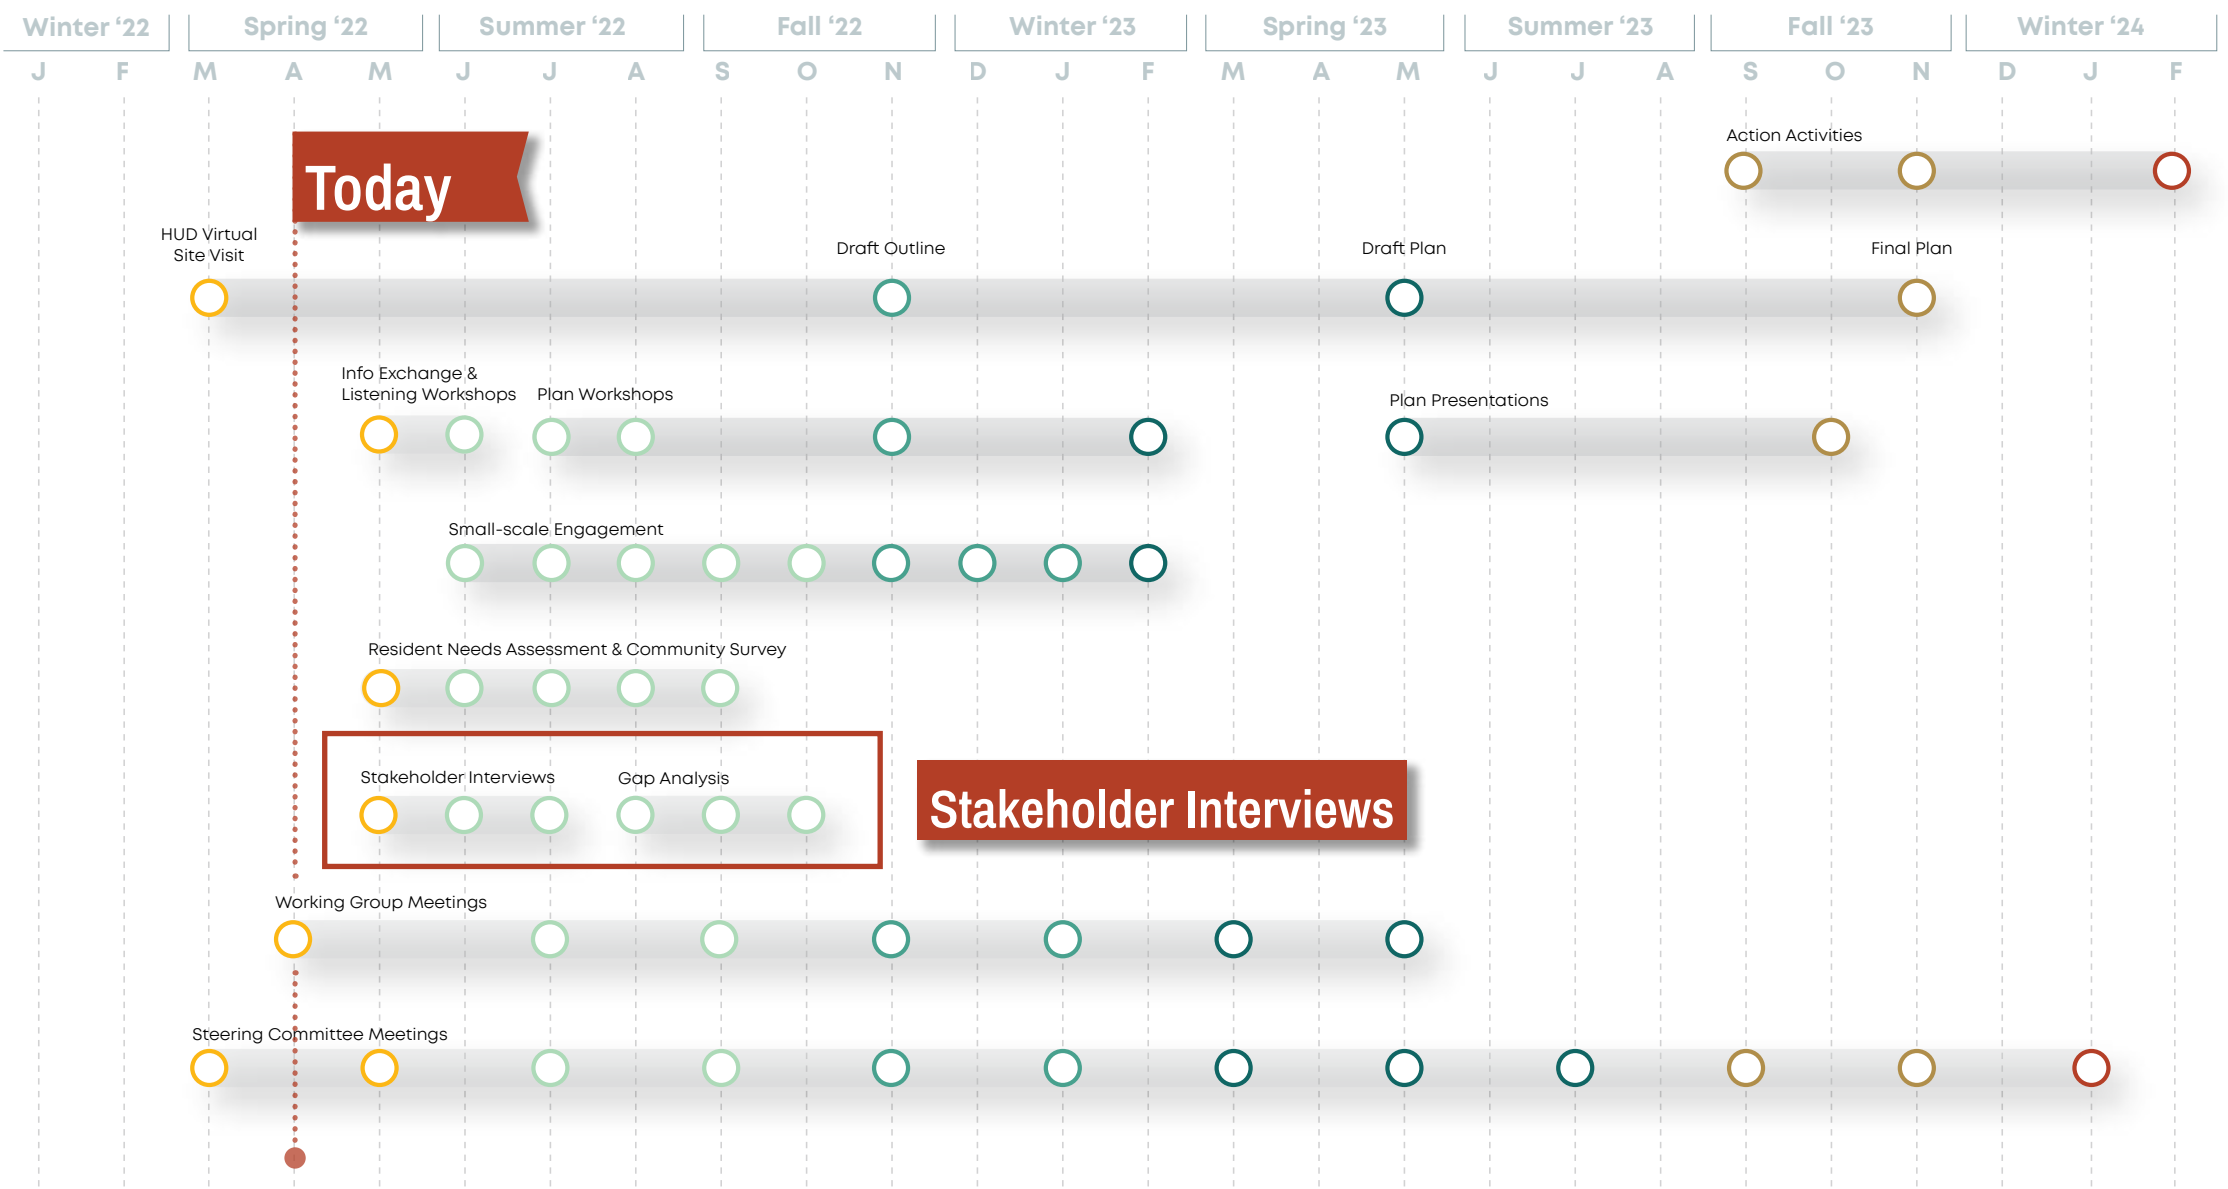 Winter ‘22 Spring ‘22 Summer ‘22 Fall ‘22 Winter ‘23 Spring ‘23 Summer ‘23 Fall ‘23 Winter ‘24
J F M A M J J A S O N D J F M A M J J A S O N D J F
Action Activities
Today
HUD Virtual
Site Visit
Draft Outline
Draft Plan
Final Plan
Info Exchange &
Listening Workshops
Plan Workshops
Plan Presentations
Small-scale Engagement
Resident Needs Assessment & Community Survey
Stakeholder Interviews
Gap Analysis
Stakeholder Interviews
Working Group Meetings
Steering Committee Meetings